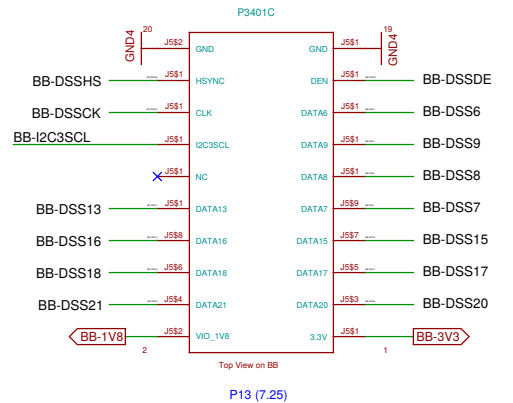 P3401C
20 19
GND4 J5$2 GND GND J5$1 GND4
BB-DSSHS J5$1 HSYNC DEN J5$1 BB-DSSDE
BB-DSSCK J5$1 CLK DATA6 J5$1 BB-DSS6
BB-I2C3SCL J5$1 I2C3SCL DATA9 J5$1 BB-DSS9
J5$1 NC DATA8 J5$1 BB-DSS8
BB-DSS13 J5$1 DATA13 DATA7 J5$9 BB-DSS7
BB-DSS16 J5$8 DATA16 DATA15 J5$7 BB-DSS15
BB-DSS18 J5$6 DATA18 DATA17 J5$5 BB-DSS17
BB-DSS21 J5$4 DATA21 DATA20 J5$3 BB-DSS20
BB-1V8 J5$2 VIO_1V8 3.3V J5$1 BB-3V3
2 1
Top View on BB
P13 (7.25)